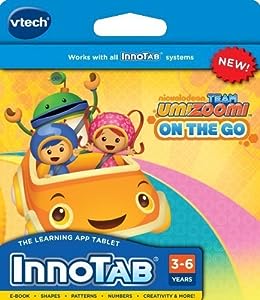 vtech
Works with all INNOTAB systems
NEW!
nickelodeon TEAM
UMIZOOMI
ON THE GO
THE LEARNING APP TABLET
INNOTAB®
3-6
YEARS
E-BOOK • SHAPES • PATTERNS • NUMBERS • CREATIVITY & MORE!